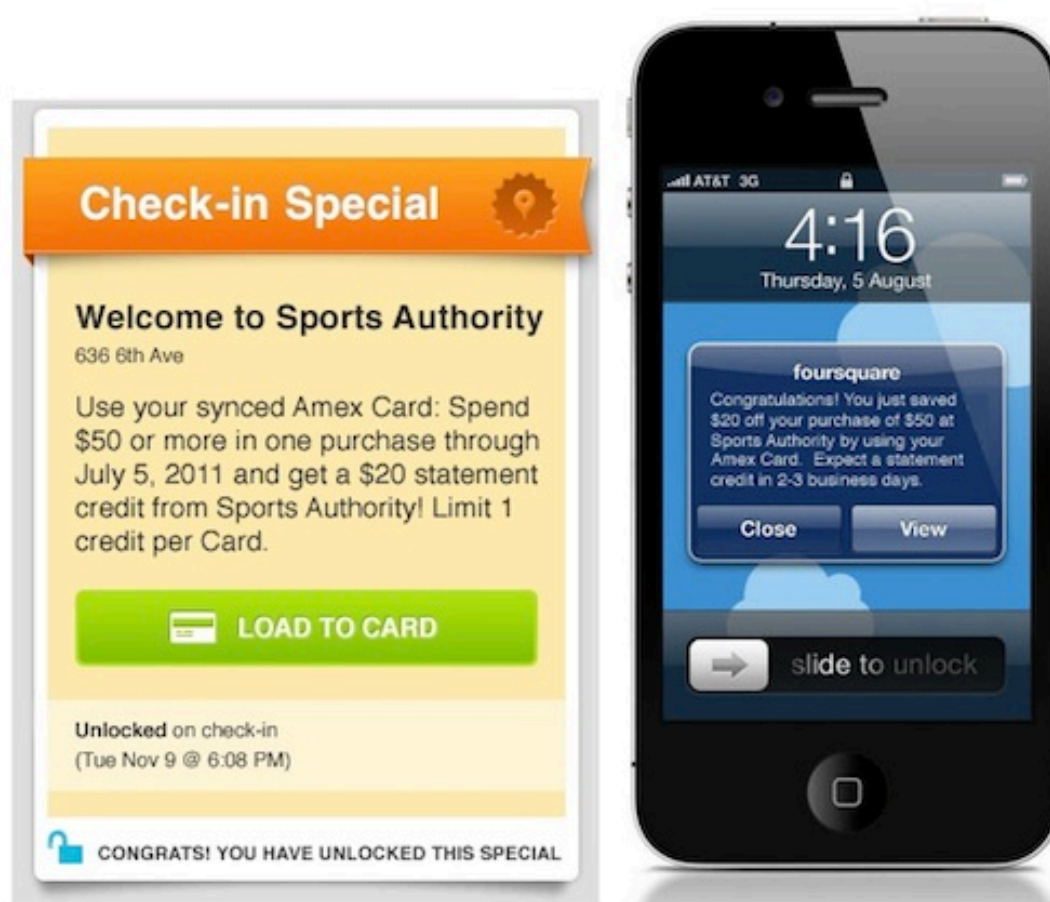 Check-in Special
Welcome to Sports Authority
636 6th Ave
Use your synced Amex Card: Spend
$50 or more in one purchase through
July 5, 2011 and get a $20 statement
credit from Sports Authority! Limit 1
credit per Card.
LOAD TO CARD
Unlocked on check-in
(Tue Nov 9 @ 6:08 PM)
CONGRATS! YOU HAVE UNLOCKED THIS SPECIAL
AT&T 3G
4:16
Thursday, 5 August
foursquare
Congratulations! You just saved
$20 off your purchase of $50 at
Sports Authority by using your
Amex Card. Expect a statement
credit in 2-3 business days.
Close View
slide to unlock